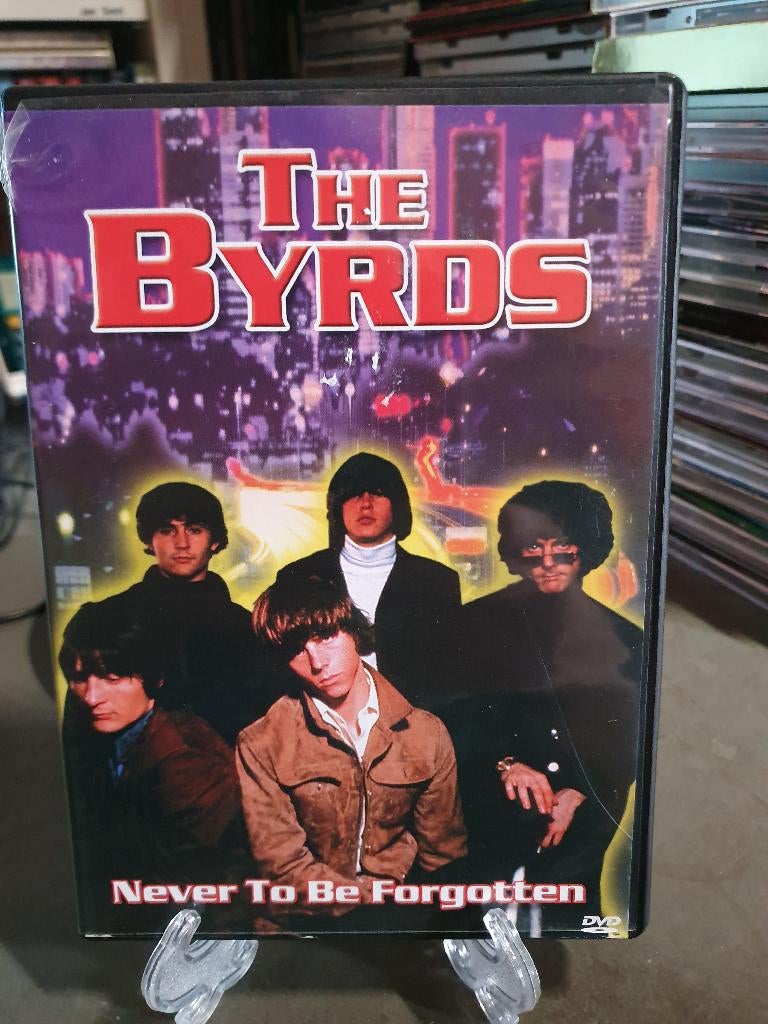 The
Byrds
Never To Be Forgotten
DVD